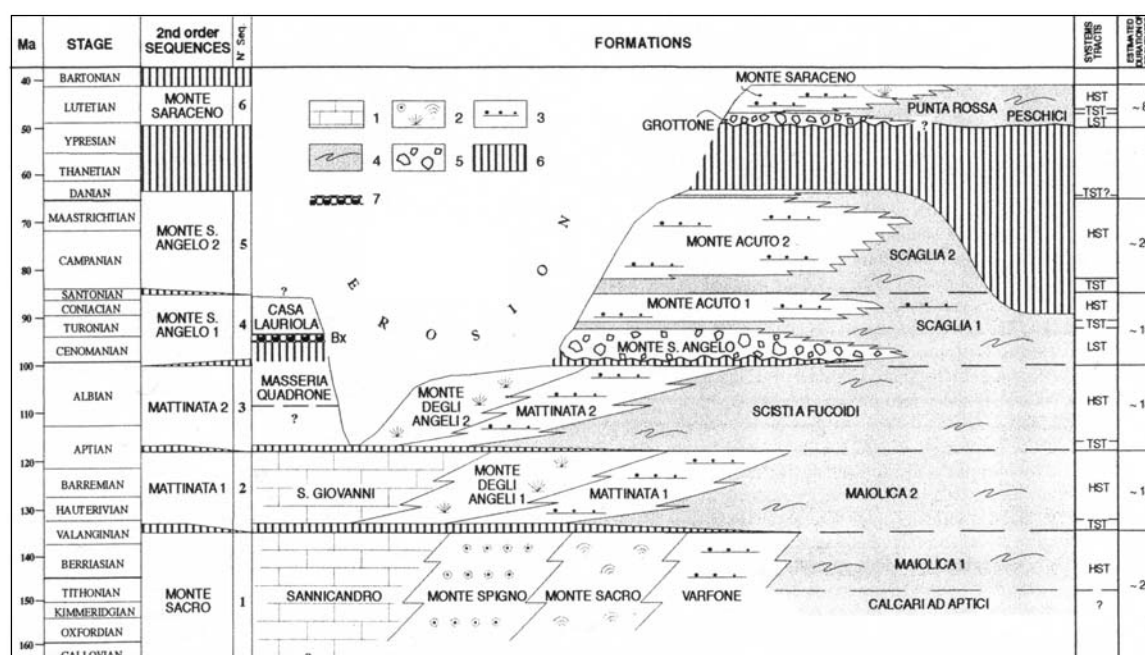 Ma
STAGE
2nd order
SEQUENCES
N° Seq.
FORMATIONS
SYSTEMS
TRACTS
ESTIMATED
40
50
60
70
80
90
100
110
120
130
140
150
160
BARTONIAN
LUTETIAN
YPRESIAN
THANETIAN
DANIAN
MAASTRICHTIAN
CAMPANIAN
SANTONIAN
CONIACIAN
TURONIAN
CENOMANIAN
ALBIAN
APTIAN
BARREMIAN
HAUTERIVIAN
VALANGINIAN
BERRIASIAN
TITHONIAN
KIMMERIDGIAN
OXFORDIAN
MONTE
SARACENO
6
MONTE S.
ANGELO 2
5
MONTE S.
ANGELO 1
4
MATTINATA 2
3
MATTINATA 1
2
MONTE
SACRO
1
1
2
3
4
5
6
7
EROSION
MONTE SARACENO
PUNTA ROSSA
PESCHICI
GROTTONE
?
MONTE ACUTO 2
SCAGLIA 2
?
CASA
LAURIOLA
Bx
MONTE ACUTO 1
SCAGLIA 1
MONTE S. ANGELO
MASSERIA
QUADRONE
?
MONTE
DEGLI
ANGELI 2
MATTINATA 2
SCISTI A FUCOIDI
S. GIOVANNI
MONTE
DEGLI
ANGELI 1
MATTINATA 1
MAIOLICA 2
MAIOLICA 1
SANNICANDRO
MONTE SPIGNO
MONTE SACRO
VARFONE
CALCARI AD APTICI
HST
TST
LST
TST?
HST
TST
HST
TST
LST
HST
TST
HST
TST
HST
?
~8
~2
~1
~1
~1
~2